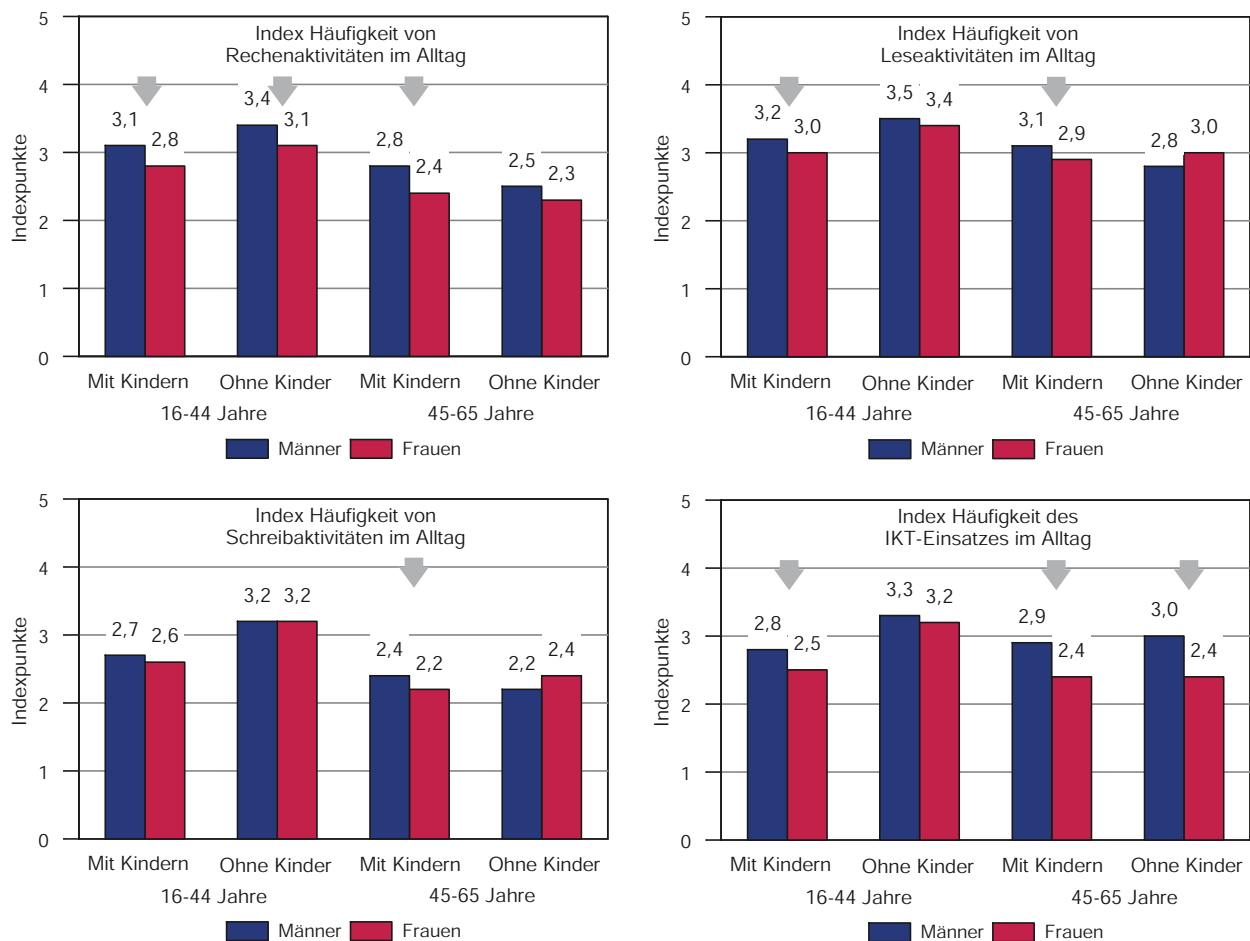 Index Häufigkeit von
Rechenaktivitäten im Alltag
Indexpunkte
5
4
3
2
1
0
3,1
2,8
3,4
3,1
2,8
2,4
2,5
2,3
Mit Kindern
Ohne Kinder
Mit Kindern
Ohne Kinder
16-44 Jahre
45-65 Jahre
Männer
Frauen
Index Häufigkeit von
Leseaktivitäten im Alltag
Indexpunkte
5
4
3
2
1
0
3,2
3,0
3,5
3,4
3,1
2,9
2,8
3,0
Mit Kindern
Ohne Kinder
Mit Kindern
Ohne Kinder
16-44 Jahre
45-65 Jahre
Männer
Frauen
Index Häufigkeit von
Schreibaktivitäten im Alltag
Indexpunkte
5
4
3
2
1
0
2,7
2,6
3,2
3,2
2,4
2,2
2,2
2,4
Mit Kindern
Ohne Kinder
Mit Kindern
Ohne Kinder
16-44 Jahre
45-65 Jahre
Männer
Frauen
Index Häufigkeit des
IKT-Einsatzes im Alltag
Indexpunkte
5
4
3
2
1
0
2,8
2,5
3,3
3,2
2,9
2,4
3,0
2,4
Mit Kindern
Ohne Kinder
Mit Kindern
Ohne Kinder
16-44 Jahre
45-65 Jahre
Männer
Frauen